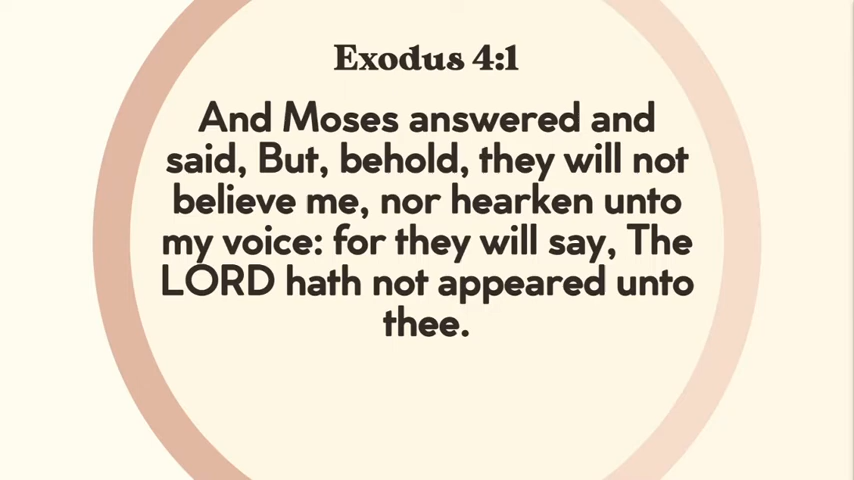 Exodus 4:1
And Moses answered and
said, But, behold, they will not
believe me, nor hearken unto
my voice: for they will say, The
LORD hath not appeared unto
thee.